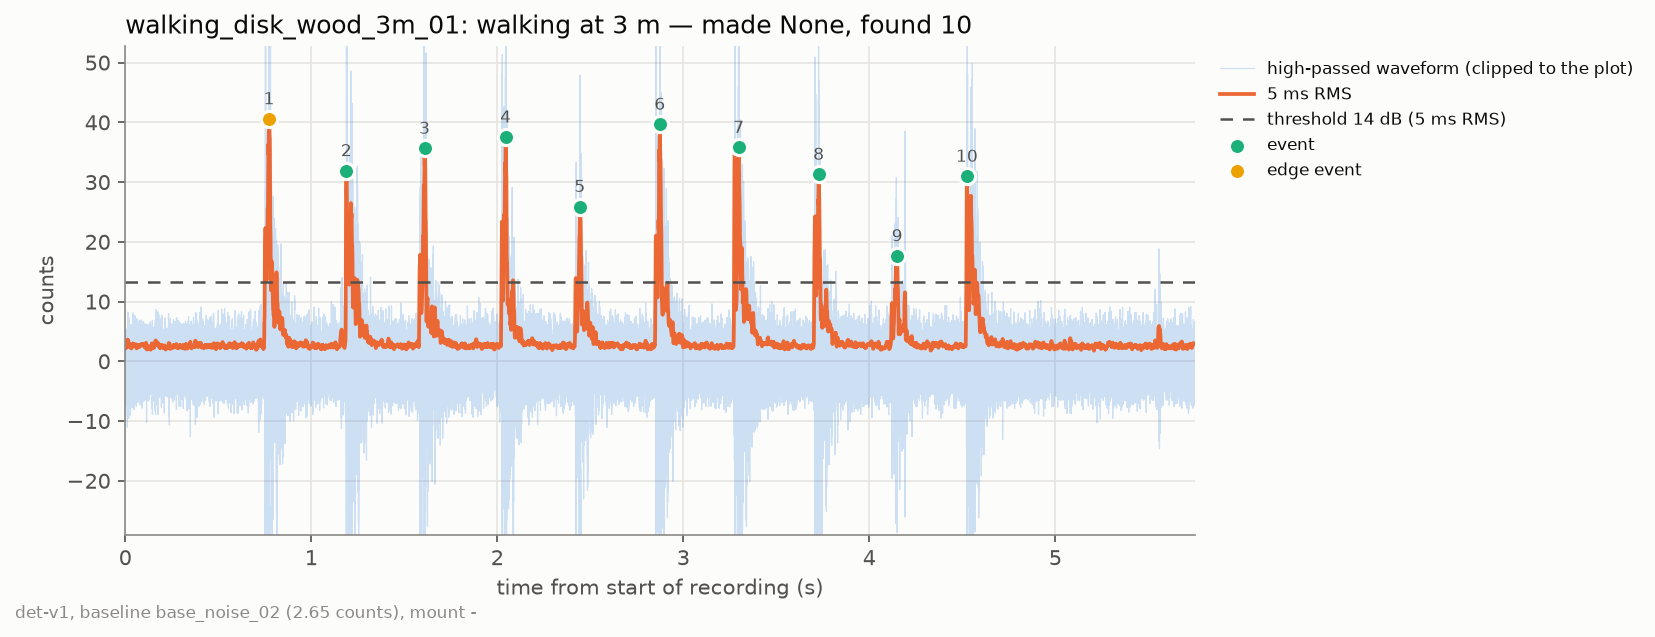 walking_disk_wood_3m_01: walking at 3 m — made None, found 10
high-passed waveform (clipped to the plot)
5 ms RMS
threshold 14 dB (5 ms RMS)
event
edge event
counts
50
40
30
20
10
0
−10
−20
1
2
3
4
5
6
7
8
9
10
0
1
2
3
4
5
time from start of recording (s)
det-v1, baseline base_noise_02 (2.65 counts), mount -